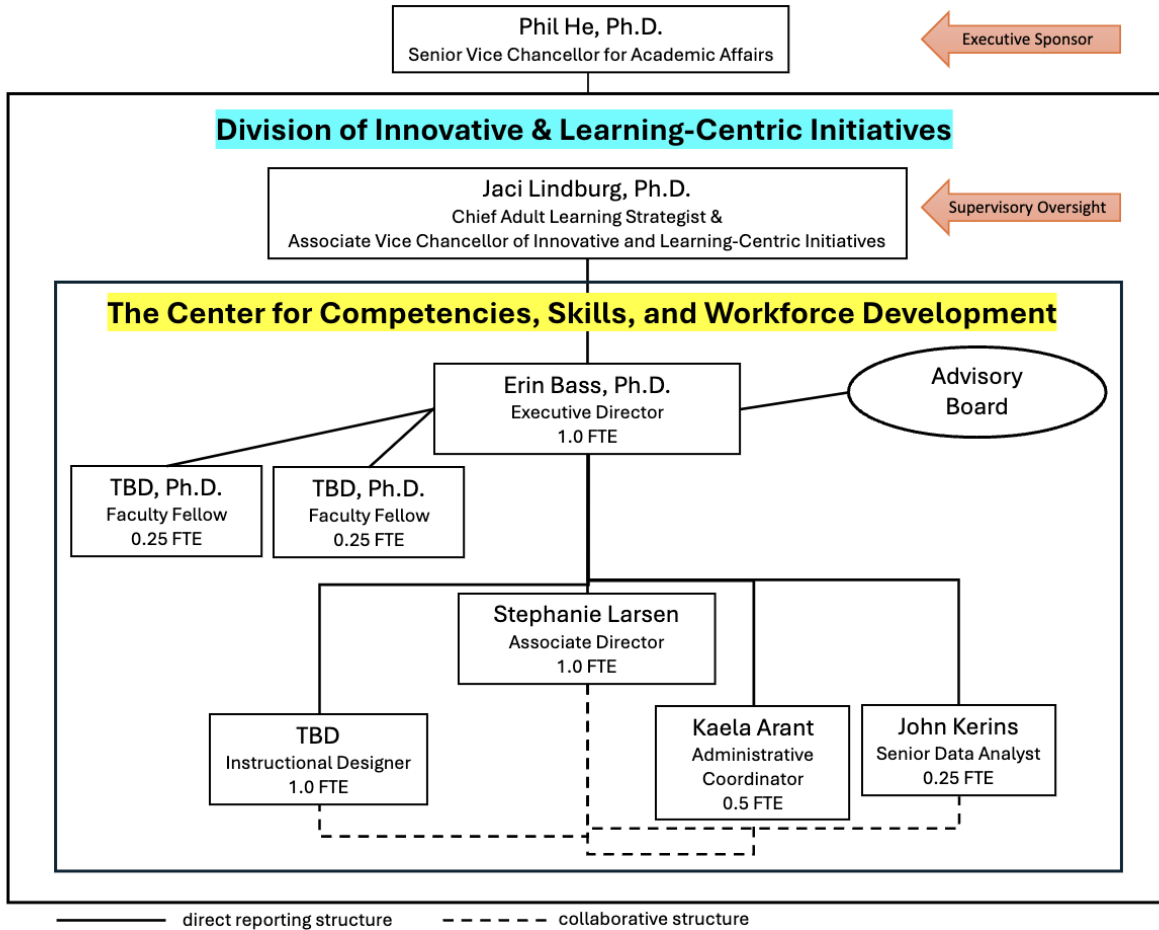 Phil He, Ph.D.
Senior Vice Chancellor for Academic Affairs
Executive Sponsor
Division of Innovative & Learning-Centric Initiatives
Jaci Lindburg, Ph.D.
Chief Adult Learning Strategist &
Associate Vice Chancellor of Innovative and Learning-Centric Initiatives
Supervisory Oversight
The Center for Competencies, Skills, and Workforce Development
Erin Bass, Ph.D.
Executive Director
1.0 FTE
Advisory
Board
TBD, Ph.D.
Faculty Fellow
0.25 FTE
TBD, Ph.D.
Faculty Fellow
0.25 FTE
Stephanie Larsen
Associate Director
1.0 FTE
TBD
Instructional Designer
1.0 FTE
Kaela Arant
Administrative
Coordinator
0.5 FTE
John Kerins
Senior Data Analyst
0.25 FTE
direct reporting structure
collaborative structure